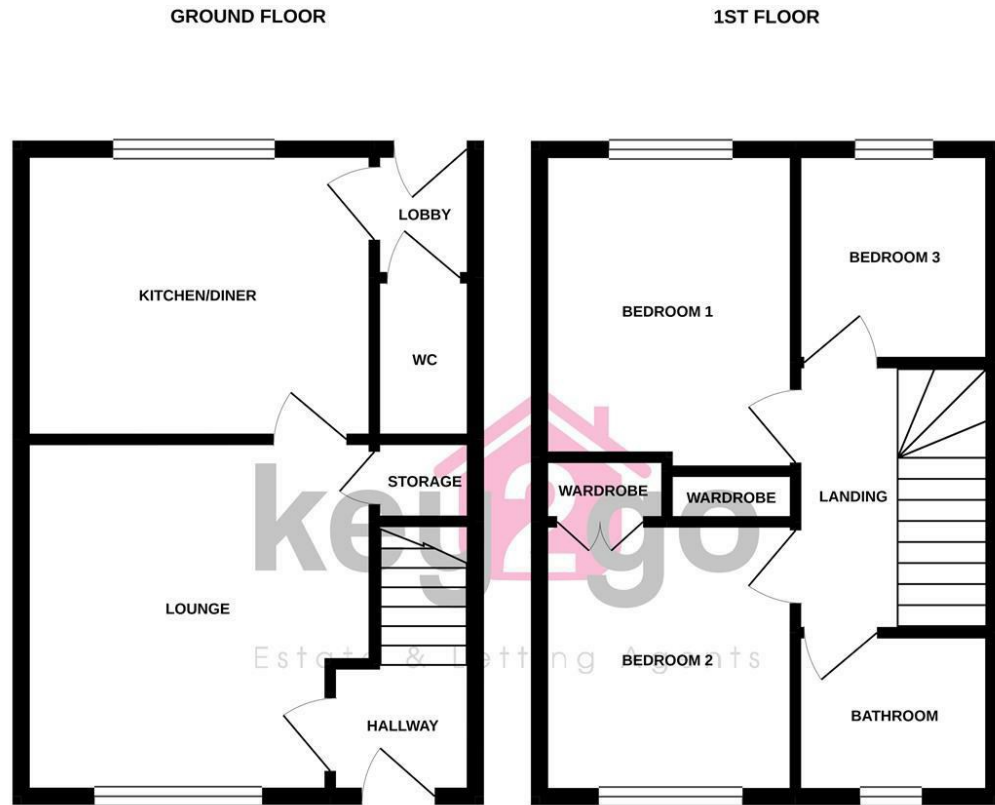 GROUND FLOOR
1ST FLOOR
LOBBY
KITCHEN/DINER
WC
STORAGE
LOUNGE
HALLWAY
BEDROOM 3
BEDROOM 1
WARDROBE
WARDROBE
LANDING
BEDROOM 2
BATHROOM
key2go
Estate & Letting Agents